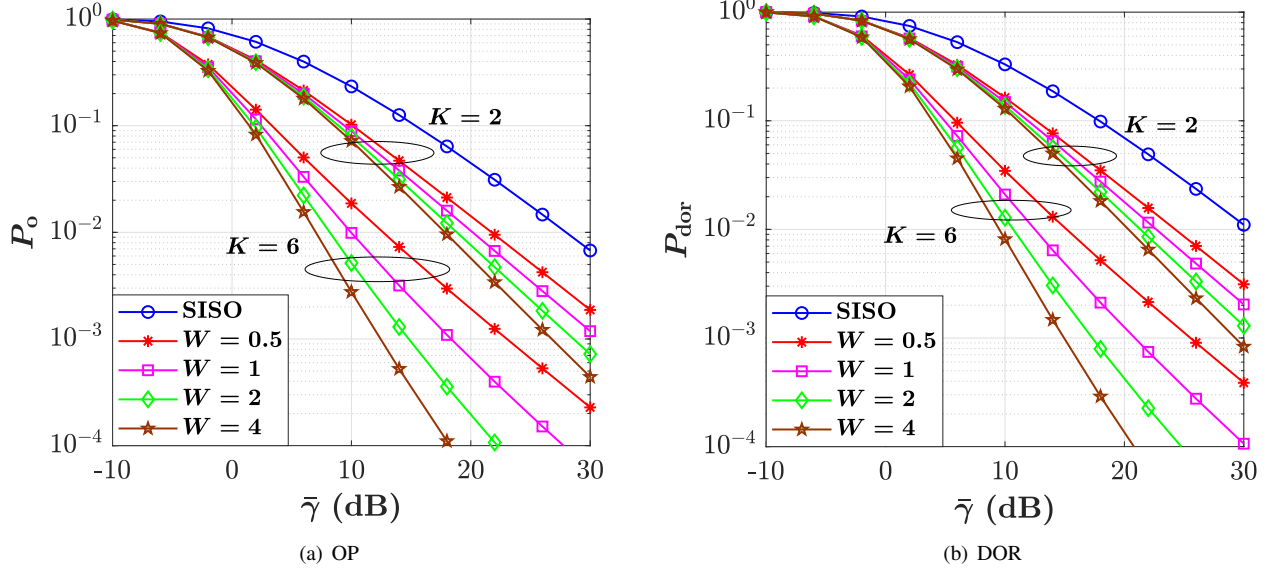 10^0
10^{-1}
10^{-2}
10^{-3}
10^{-4}
P_o
K = 2
K = 6
SISO
W = 0.5
W = 1
W = 2
W = 4
-10
0
10
20
30
γ̄ (dB)
(a) OP
10^0
10^{-1}
10^{-2}
10^{-3}
10^{-4}
P_dor
K = 2
K = 6
SISO
W = 0.5
W = 1
W = 2
W = 4
-10
0
10
20
30
γ̄ (dB)
(b) DOR